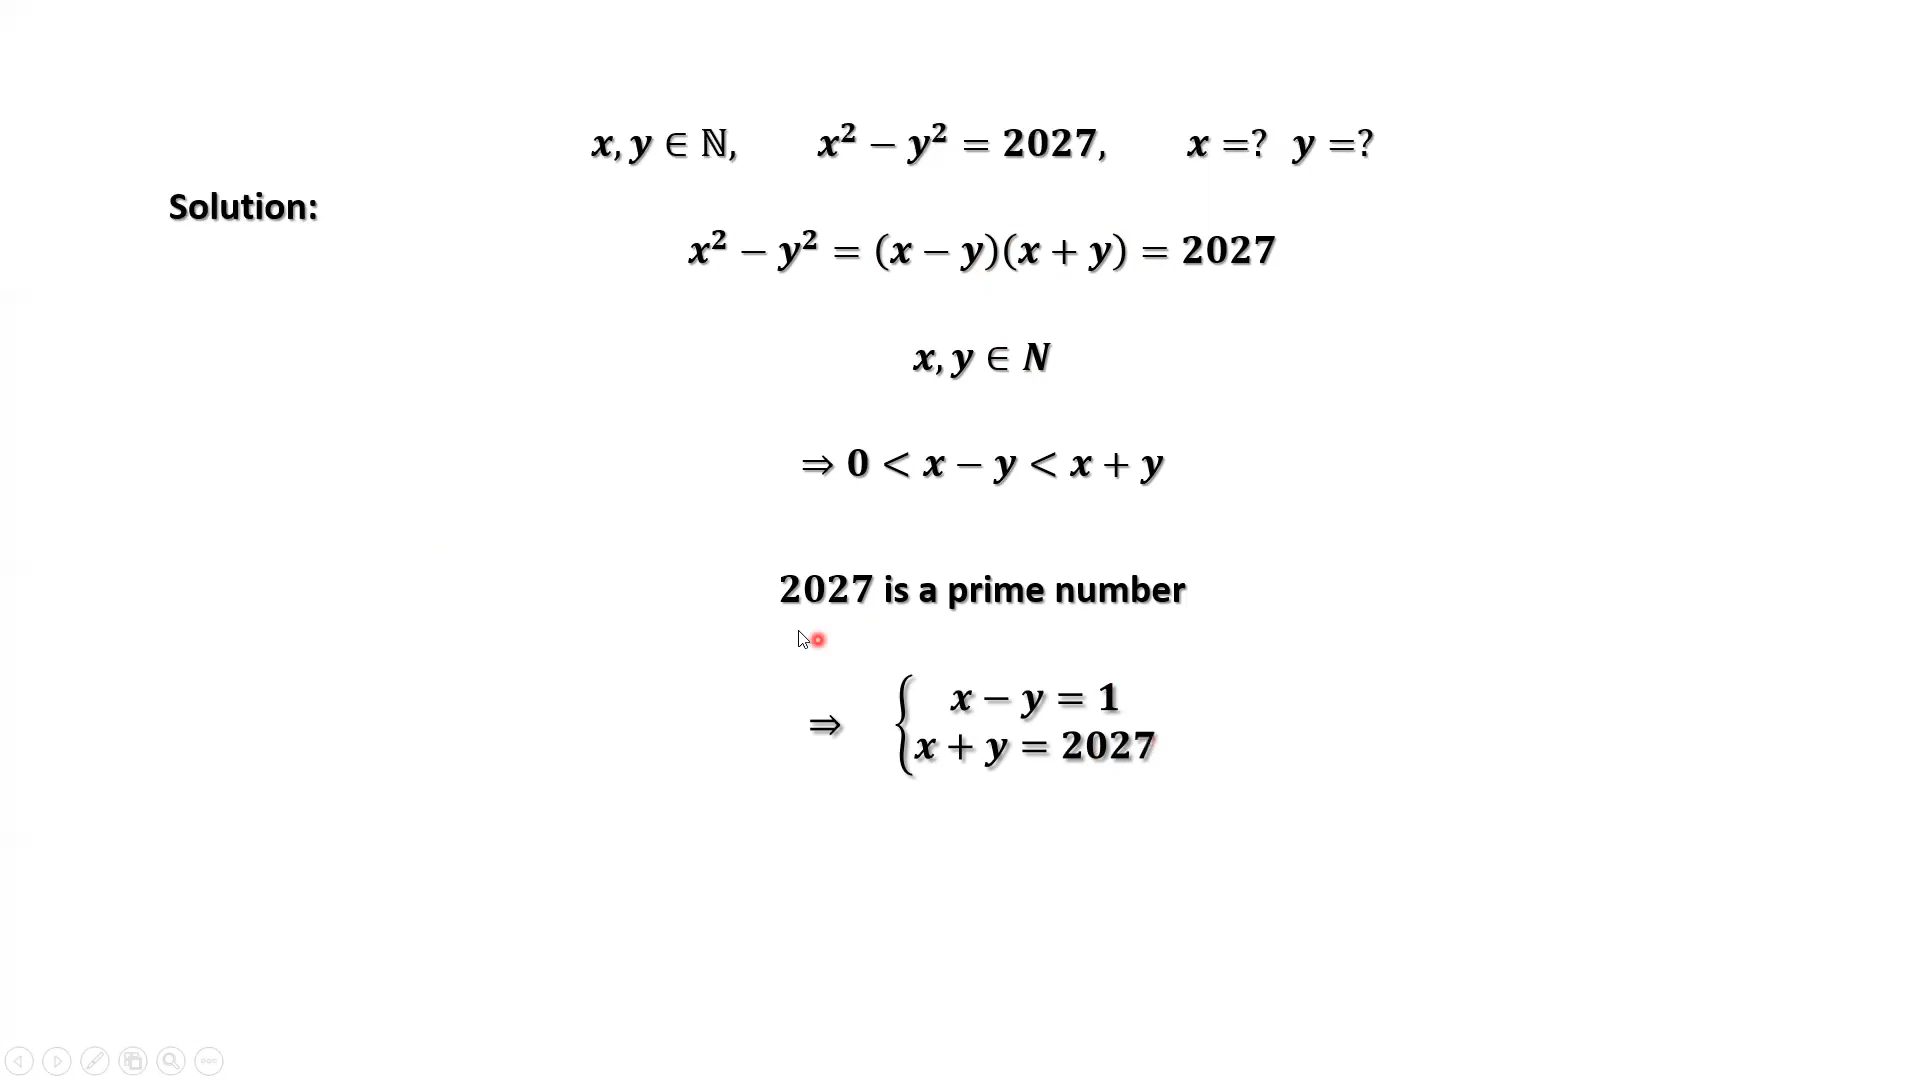 x, y ∈ ℕ, x² − y² = 2027, x =? y =?
Solution:
x² − y² = (x − y)(x + y) = 2027
x, y ∈ N
⇒ 0 < x − y < x + y
2027 is a prime number
⇒ { x − y = 1
x + y = 2027